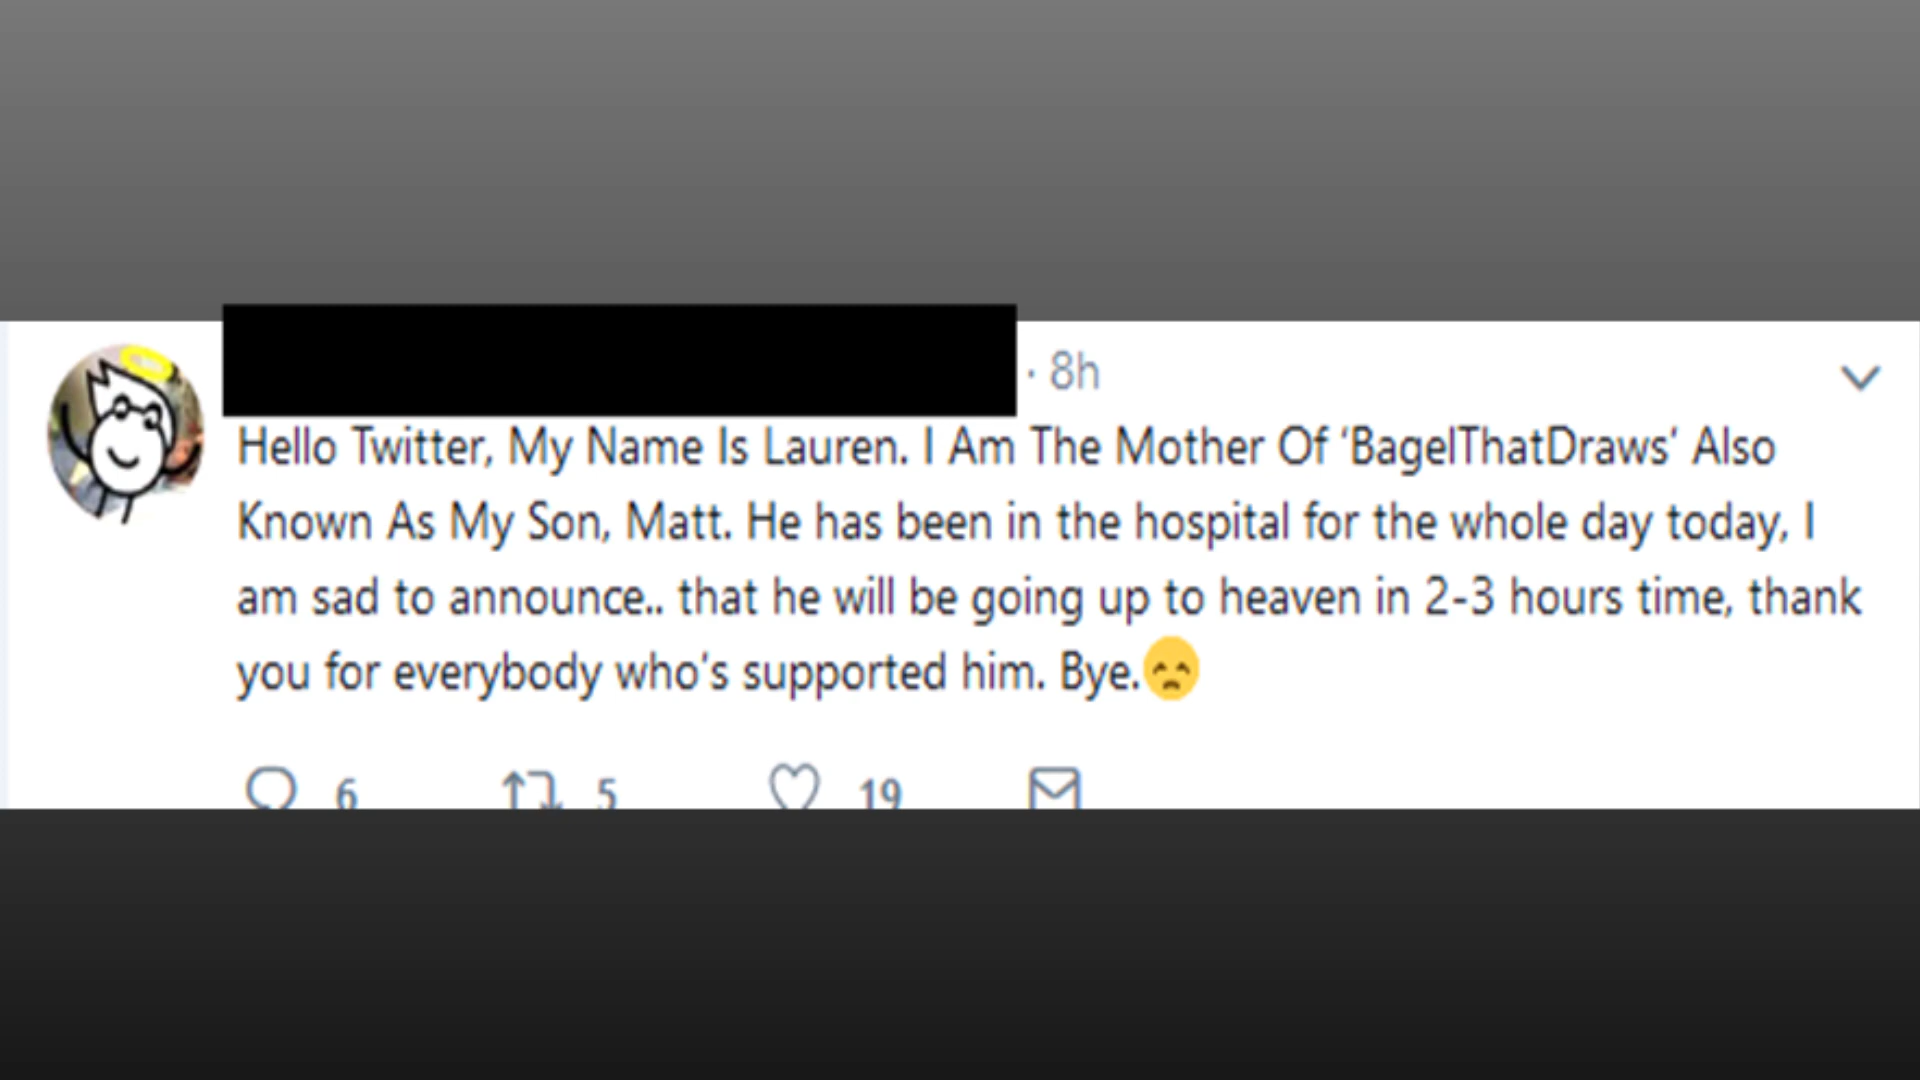 · 8h
Hello Twitter, My Name Is Lauren. I Am The Mother Of ‘BagelThatDraws’ Also
Known As My Son, Matt. He has been in the hospital for the whole day today, I
am sad to announce.. that he will be going up to heaven in 2-3 hours time, thank
you for everybody who's supported him. Bye.😞
6 5 19